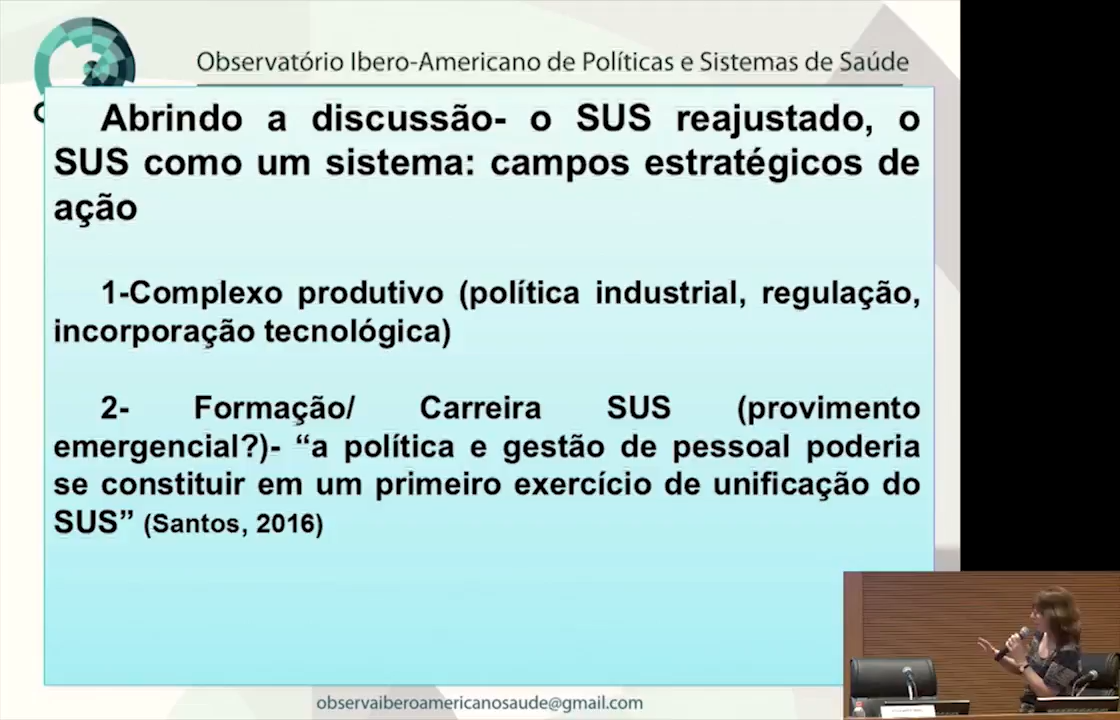 Observatório Ibero-Americano de Políticas e Sistemas de Saúde
Abrindo a discussão- o SUS reajustado, o
SUS como um sistema: campos estratégicos de
ação
1-Complexo produtivo (política industrial, regulação,
incorporação tecnológica)
2- Formação/ Carreira SUS (provimento
emergencial?)- “a política e gestão de pessoal poderia
se constituir em um primeiro exercício de unificação do
SUS” (Santos, 2016)
observaiberoamericanosaude@gmail.com